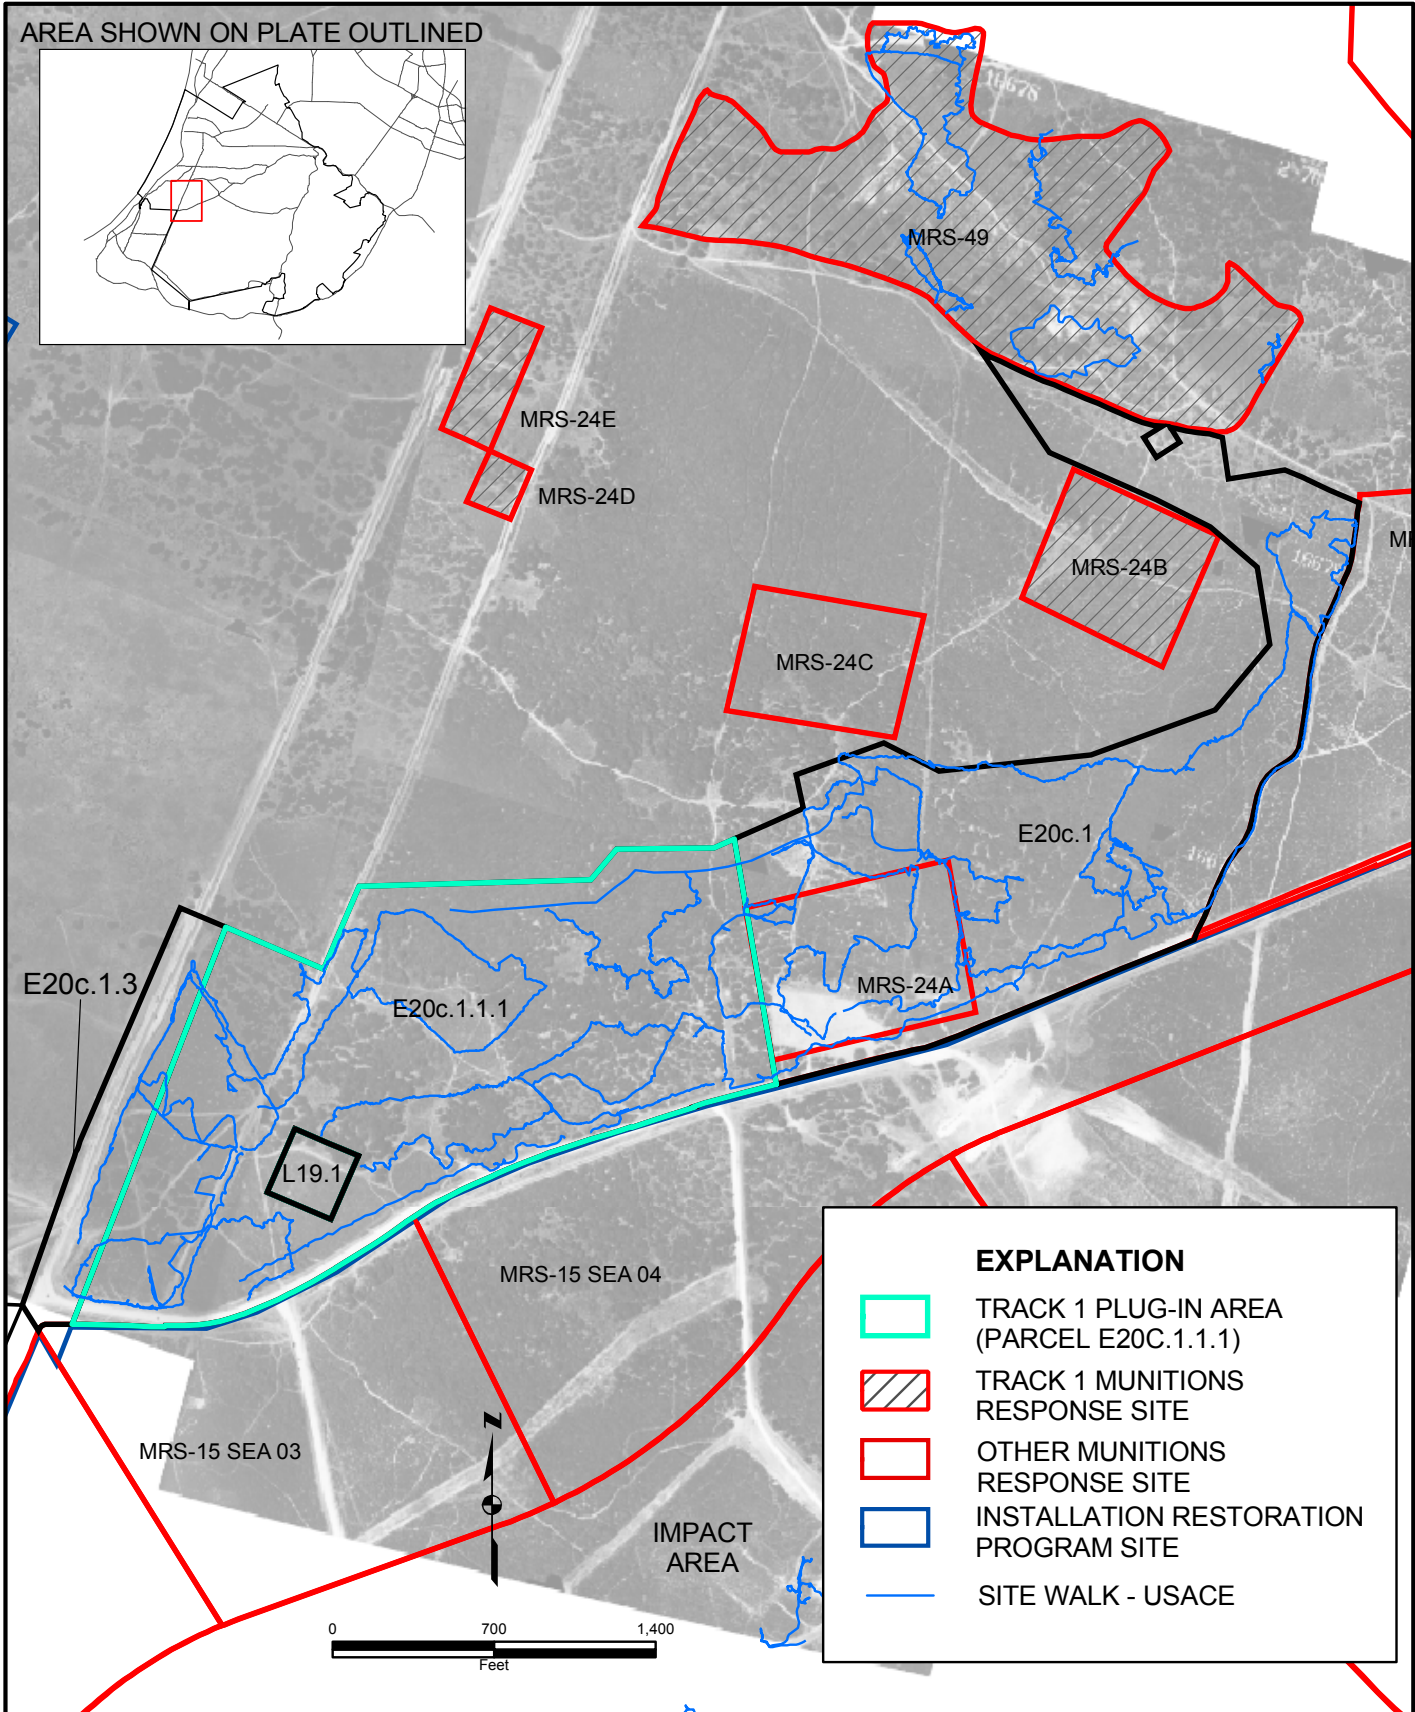 AREA SHOWN ON PLATE OUTLINED
16678
MRS-49
MRS-24E
MRS-24D
MRS-24B
MRS-24C
E20c.1
E20c.1.3
E20c.1.1.1
MRS-24A
L19.1
MRS-15 SEA 04
MRS-15 SEA 03
IMPACT
AREA
Z
0 700 1,400
Feet
EXPLANATION
TRACK 1 PLUG-IN AREA
(PARCEL E20C.1.1.1)
TRACK 1 MUNITIONS
RESPONSE SITE
OTHER MUNITIONS
RESPONSE SITE
INSTALLATION RESTORATION
PROGRAM SITE
SITE WALK - USACE